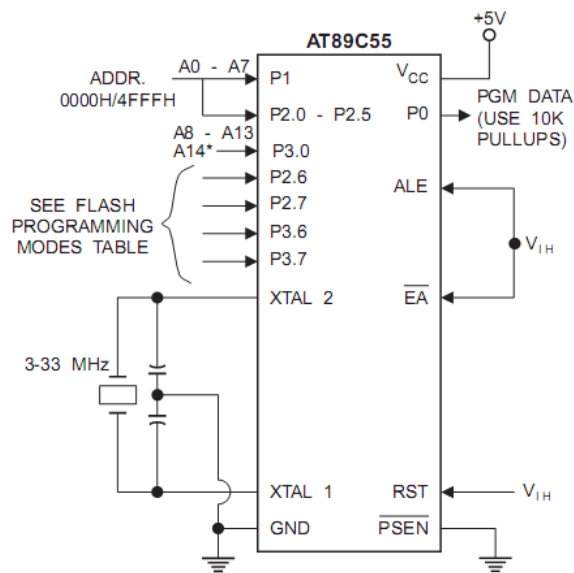 AT89C55
+5V
A0 - A7
P1
VCC
ADDR.
0000H/4FFFH
P2.0 - P2.5
P0
PGM DATA
(USE 10K
PULLUPS)
A8 - A13
A14*
P3.0
P2.6
ALE
SEE FLASH
PROGRAMMING
MODES TABLE
P2.7
P3.6
VIH
P3.7
XTAL 2
EA
3-33 MHz
XTAL 1
RST
VIH
GND
PSEN